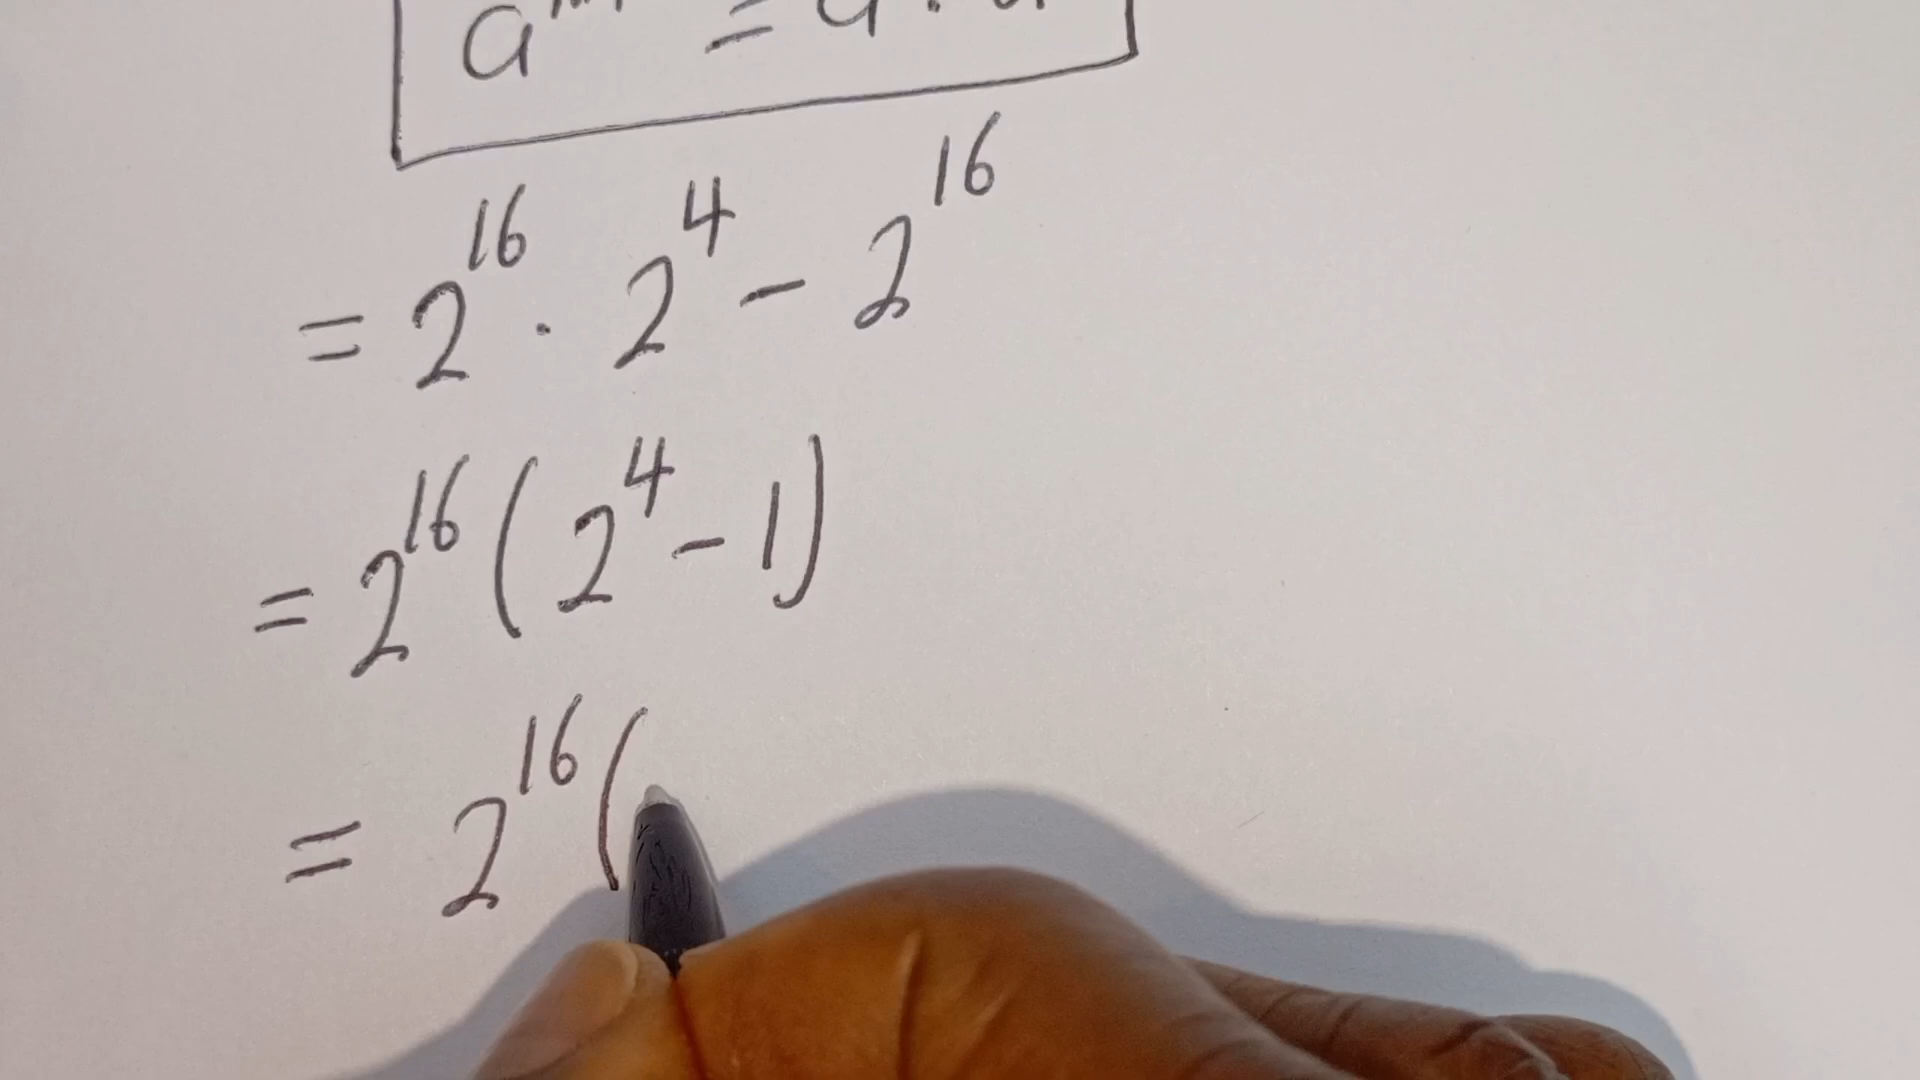 = 2^16 · 2^4 - 2^16
= 2^16 (2^4 - 1)
= 2^16 (